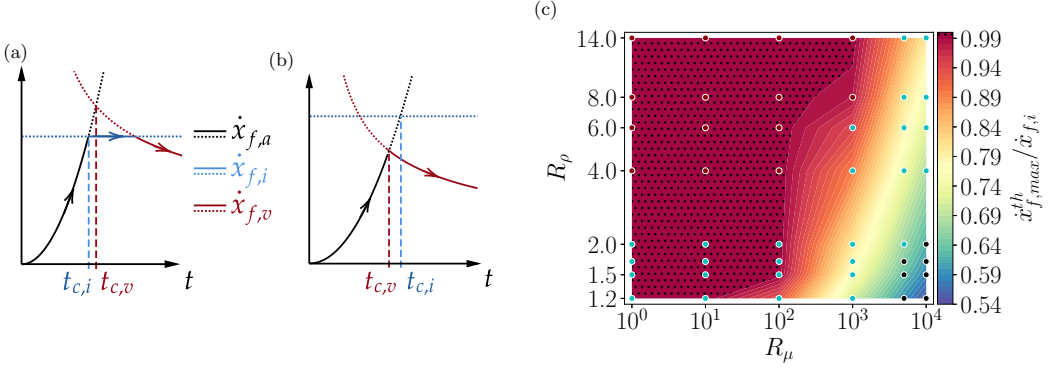 (a)
ẋ_{f,a}
ẋ_{f,i}
ẋ_{f,v}
t_{c,i} t_{c,v} t
(b)
t_{c,v} t_{c,i} t
(c)
R_ρ
14.0
8.0
6.0
4.0
2.0
1.5
1.2
10^0 10^1 10^2 10^3 10^4
R_μ
0.99
0.94
0.89
0.84
0.79
0.74
0.69
0.64
0.59
0.54
ẋ^{th}_{f,max}/ẋ_{f,i}